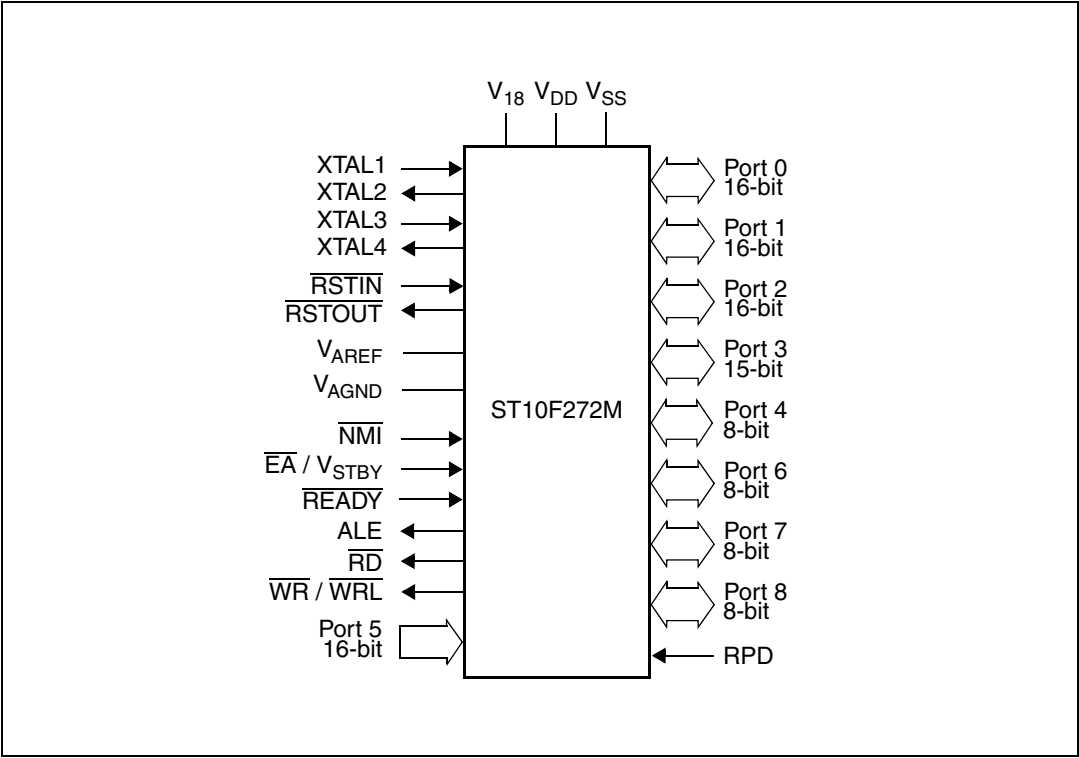 V18 VDD VSS
XTAL1
XTAL2
XTAL3
XTAL4
RSTIN
RSTOUT
VAREF
VAGND
NMI
EA / VSTBY
READY
ALE
RD
WR / WRL
Port 5
16-bit
ST10F272M
Port 0
16-bit
Port 1
16-bit
Port 2
16-bit
Port 3
15-bit
Port 4
8-bit
Port 6
8-bit
Port 7
8-bit
Port 8
8-bit
RPD